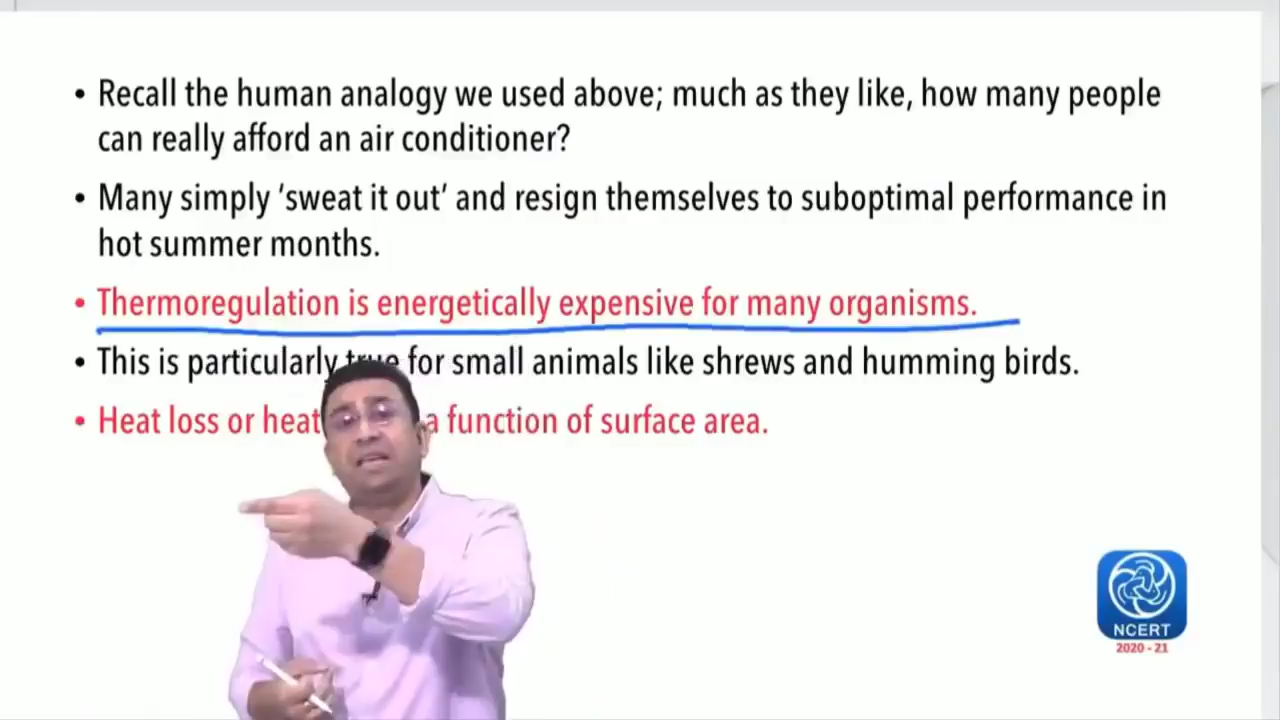 • Recall the human analogy we used above; much as they like, how many people
can really afford an air conditioner?
• Many simply ‘sweat it out’ and resign themselves to suboptimal performance in
hot summer months.
• Thermoregulation is energetically expensive for many organisms.
• This is particularly true for small animals like shrews and humming birds.
• Heat loss or heat a function of surface area.
NCERT
2020 - 21